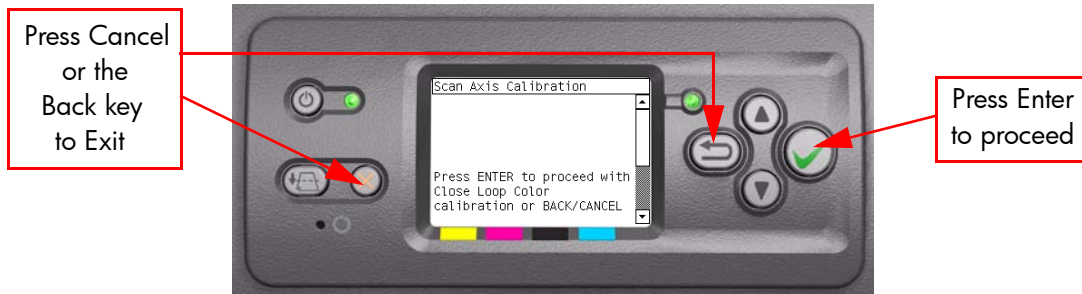 Press Cancel
or the
Back key
to Exit
Scan Axis Calibration
Press ENTER to proceed with
Close Loop Color
calibration or BACK/CANCEL
Press Enter
to proceed